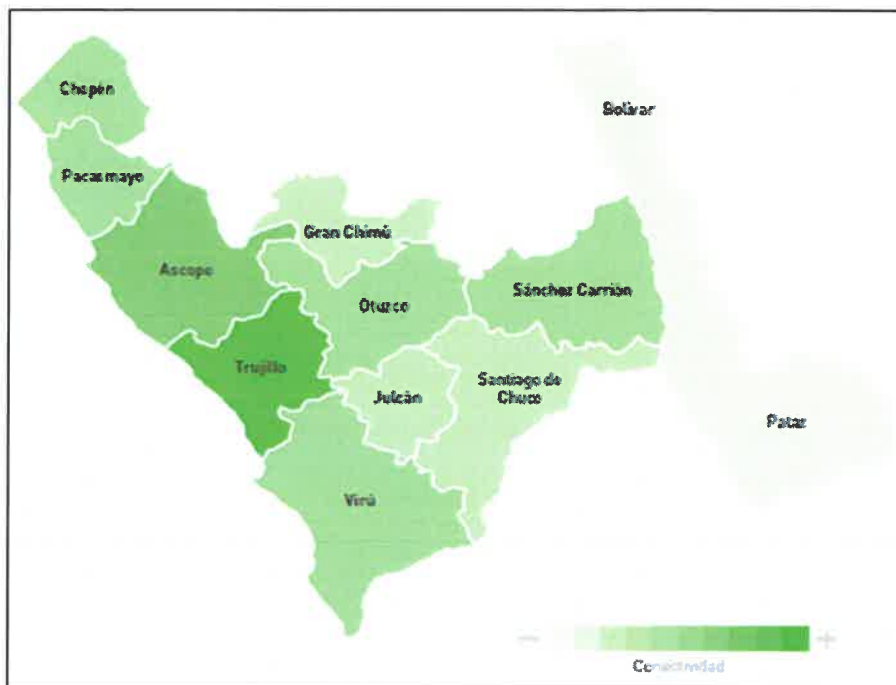 Chepén
Bolívar
Pacasmayo
Gran Chimú
Ascope
Sánchez Carrión
Otuzco
Trujillo
Santiago de
Chuco
Julcán
Pataz
Virú
− +
Conectividad